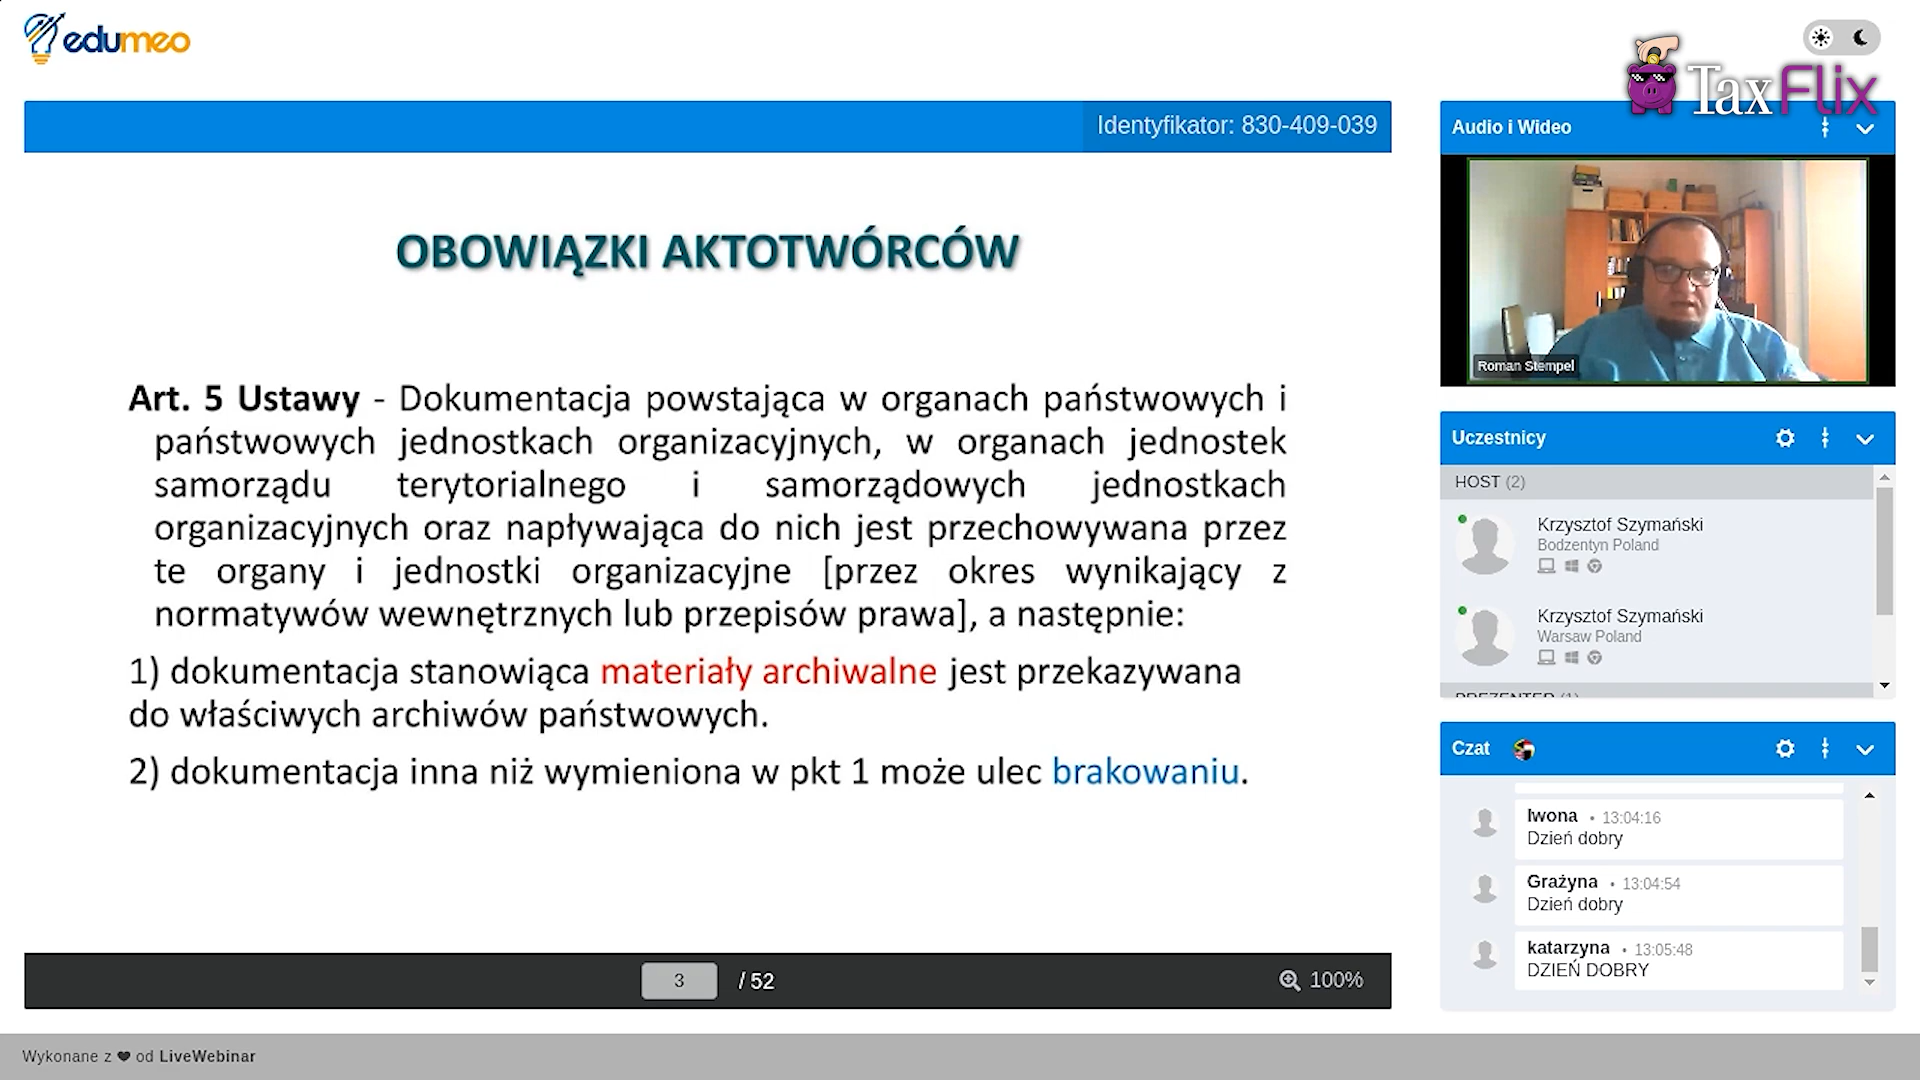 edumeo
TaxFlix
Identyfikator: 830-409-039
OBOWIĄZKI AKTOTWÓRCÓW
Art. 5 Ustawy - Dokumentacja powstająca w organach państwowych i
państwowych jednostkach organizacyjnych, w organach jednostek
samorządu terytorialnego i samorządowych jednostkach
organizacyjnych oraz napływająca do nich jest przechowywana przez
te organy i jednostki organizacyjne [przez okres wynikający z
normatywów wewnętrznych lub przepisów prawa], a następnie:
1) dokumentacja stanowiąca materiały archiwalne jest przekazywana
do właściwych archiwów państwowych.
2) dokumentacja inna niż wymieniona w pkt 1 może ulec brakowaniu.
3 / 52
100%
Audio i Wideo
Roman Stempel
Uczestnicy
HOST (2)
Krzysztof Szymański
Bodzentyn Poland
Krzysztof Szymański
Warsaw Poland
PREZENTER (1)
Czat
Iwona • 13:04:16
Dzień dobry
Grażyna • 13:04:54
Dzień dobry
katarzyna • 13:05:48
DZIEŃ DOBRY
Wykonane z ❤ od LiveWebinar